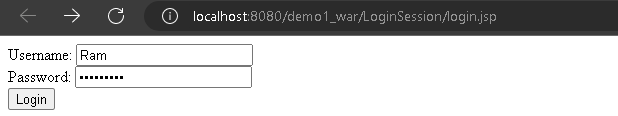 localhost:8080/demo1_war/LoginSession/login.jsp
Username: Ram
Password: •••••••••
Login